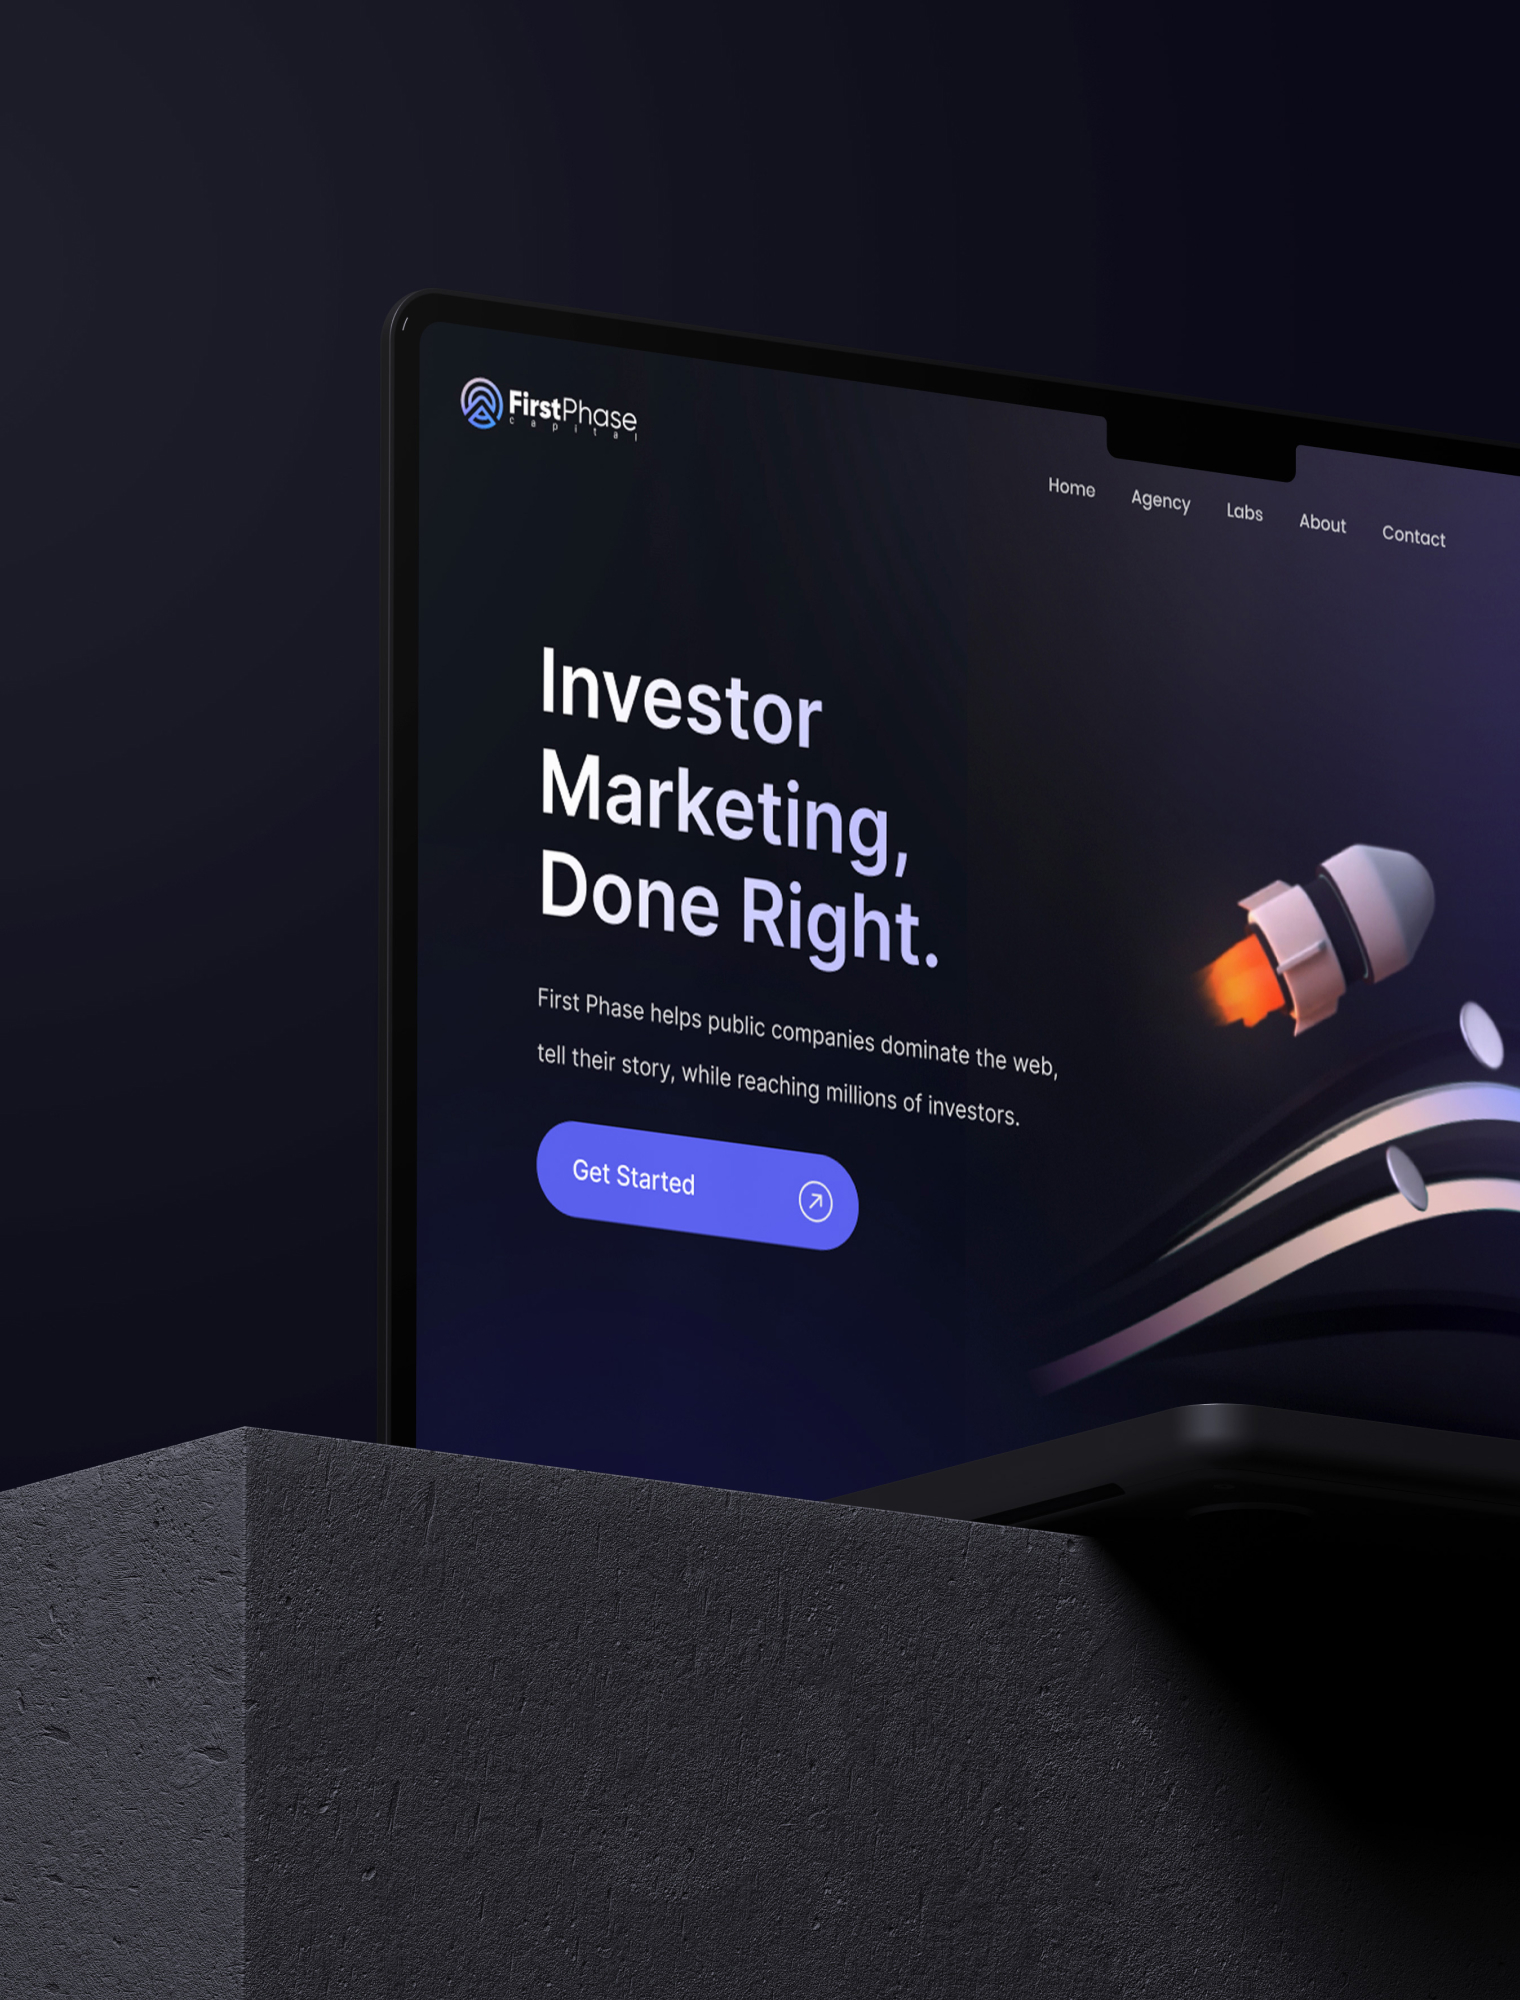 FirstPhase
capital
Home Agency Labs About Contact
Investor
Marketing,
Done Right.
First Phase helps public companies dominate the web,
tell their story, while reaching millions of investors.
Get Started